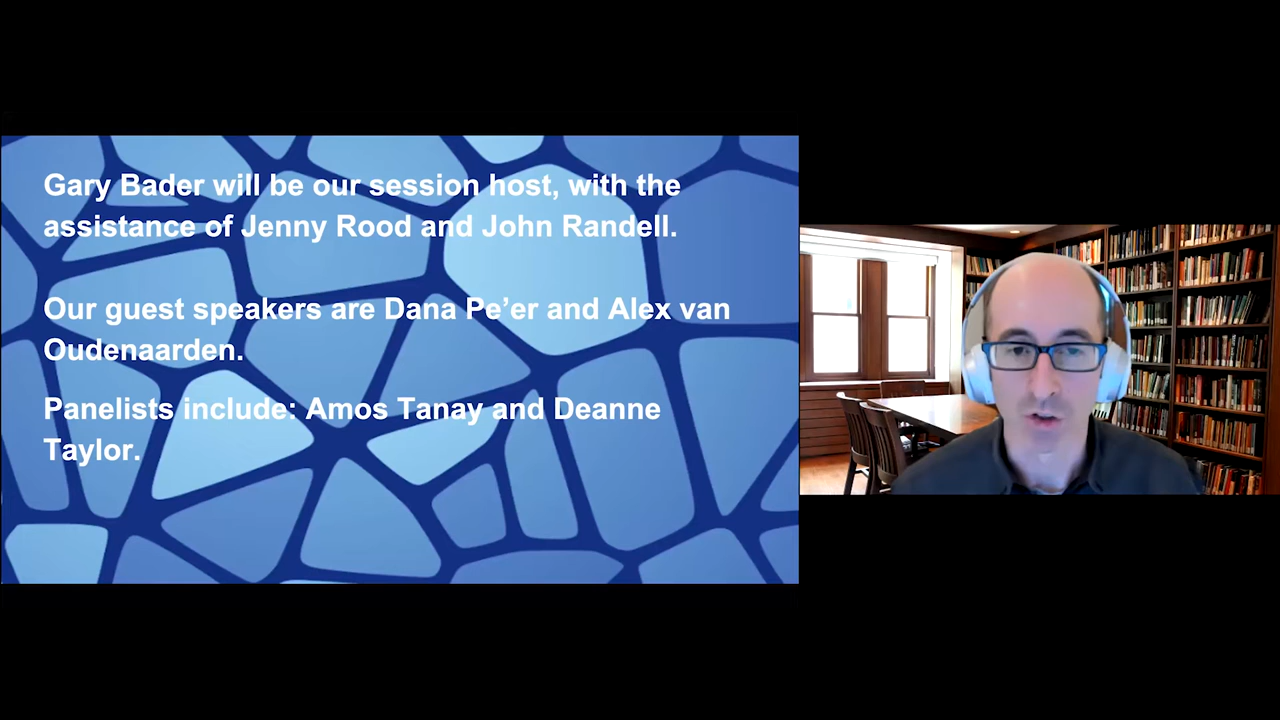 Gary Bader will be our session host, with the
assistance of Jenny Rood and John Randell.
Our guest speakers are Dana Pe’er and Alex van
Oudenaarden.
Panelists include: Amos Tanay and Deanne
Taylor.